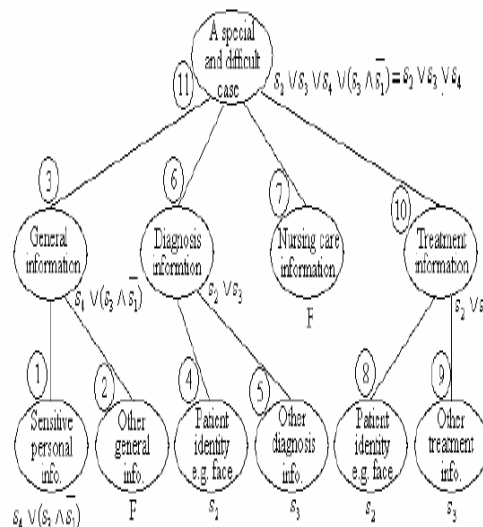 A special
and difficult
case
11
s₂ ∨ s₃ ∨ s₄ ∨ (s₃ ∧ s̅₁) = s₂ ∨ s₃ ∨ s₄
3
6
7
10
General
information
Diagnosis
informtion
Nursing care
information
Treatment
information
s₄ ∨ (s₃ ∧ s̅₁)
s₂ ∨ s₃
F
s₂ ∨ s
1
2
4
5
8
9
Sensitive
personal
info.
Other
general
info.
Patient
identity
e.g. face
Other
diagnosis
info.
Patient
identity
e.g. face
Other
treatment
info.
s₄ ∨ (s₃ ∧ s̅₁)
F
s₂
s₃
s₂
s₃